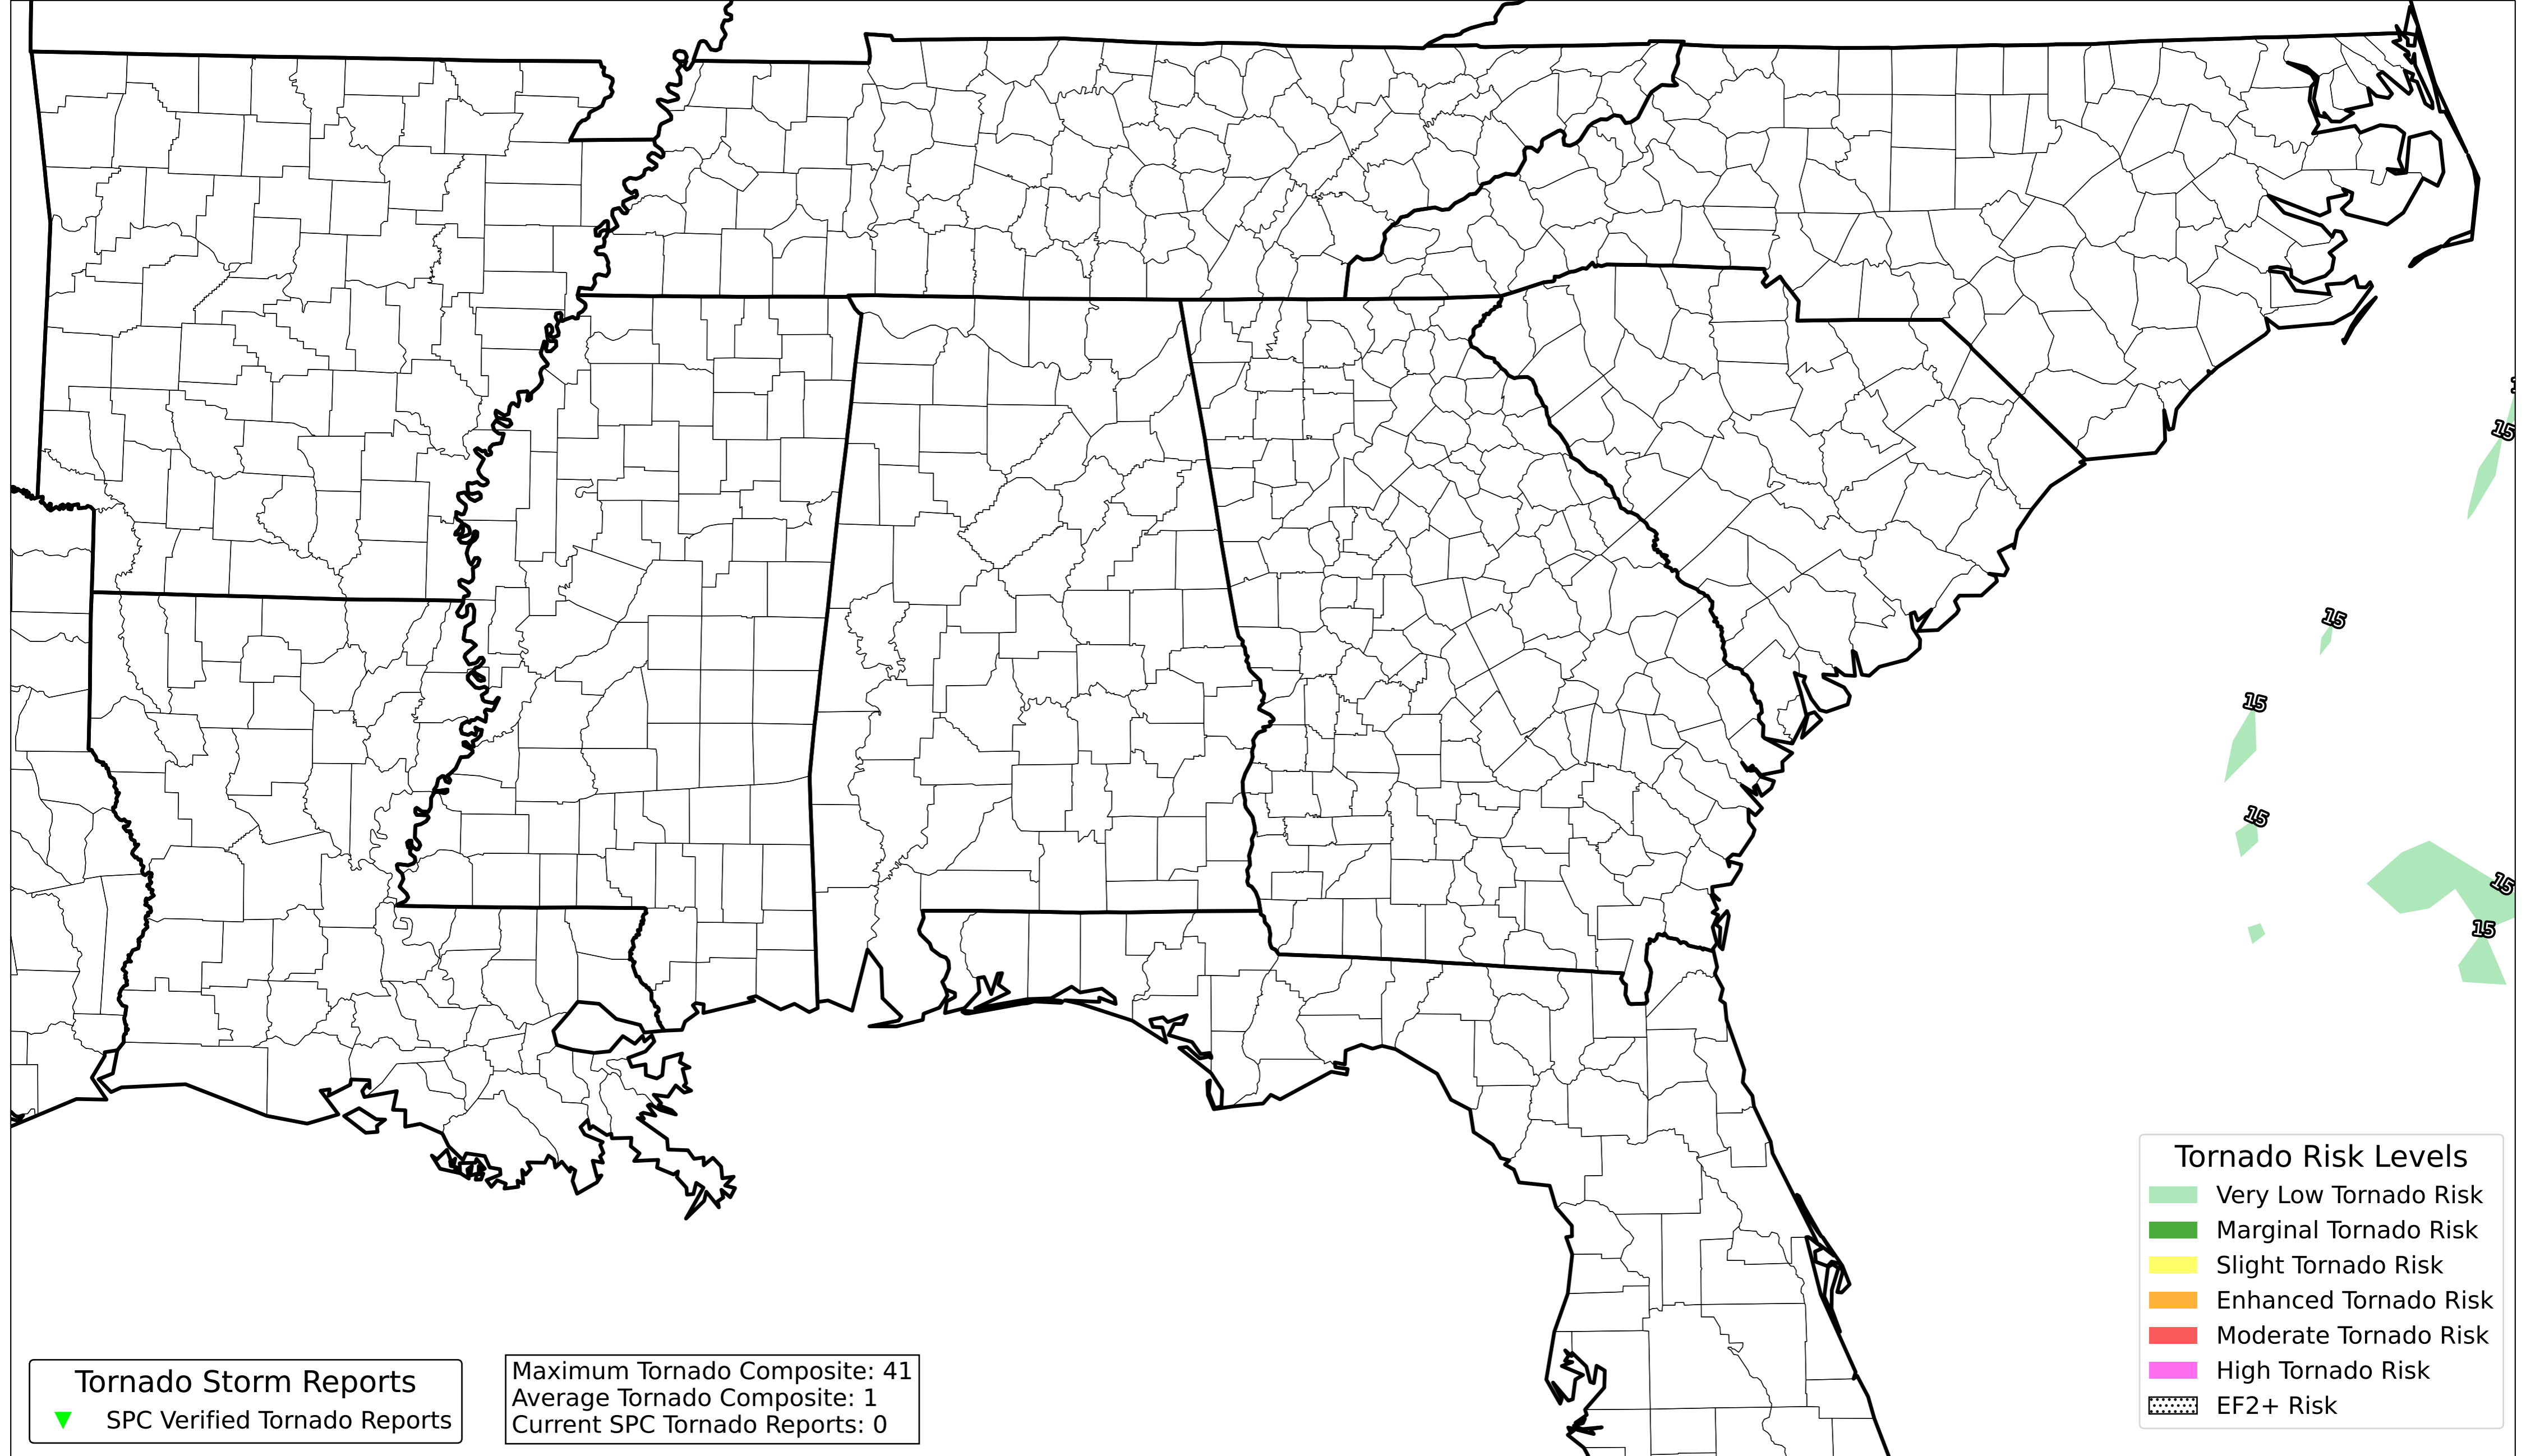 15
15
15
15
15
15
Tornado Risk Levels
Very Low Tornado Risk
Marginal Tornado Risk
Slight Tornado Risk
Enhanced Tornado Risk
Moderate Tornado Risk
High Tornado Risk
EF2+ Risk
Tornado Storm Reports
SPC Verified Tornado Reports
Maximum Tornado Composite: 41
Average Tornado Composite: 1
Current SPC Tornado Reports: 0